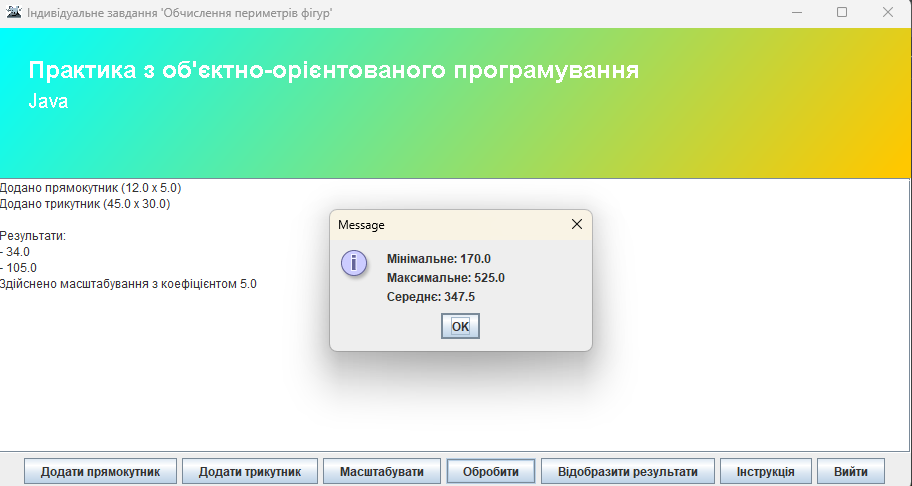 Індивідуальне завдання 'Обчислення периметрів фігур'
Практика з об'єктно-орієнтованого програмування
Java
Додано прямокутник (12.0 x 5.0)
Додано трикутник (45.0 x 30.0)
Результати:
- 34.0
- 105.0
Здійснено масштабування з коефіцієнтом 5.0
Message
Мінімальне: 170.0
Максимальне: 525.0
Середнє: 347.5
OK
Додати прямокутник Додати трикутник Масштабувати Обробити Відобразити результати Інструкція Вийти